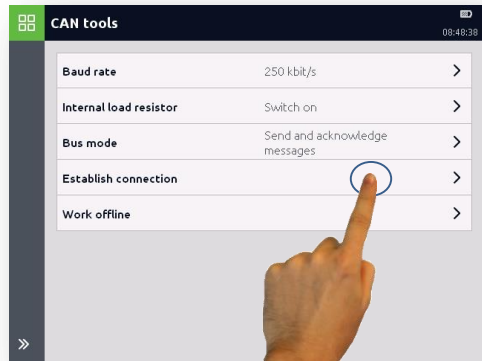 CAN tools
08:48:38
Baud rate 250 kbit/s
Internal load resistor Switch on
Bus mode Send and acknowledge
messages
Establish connection
Work offline